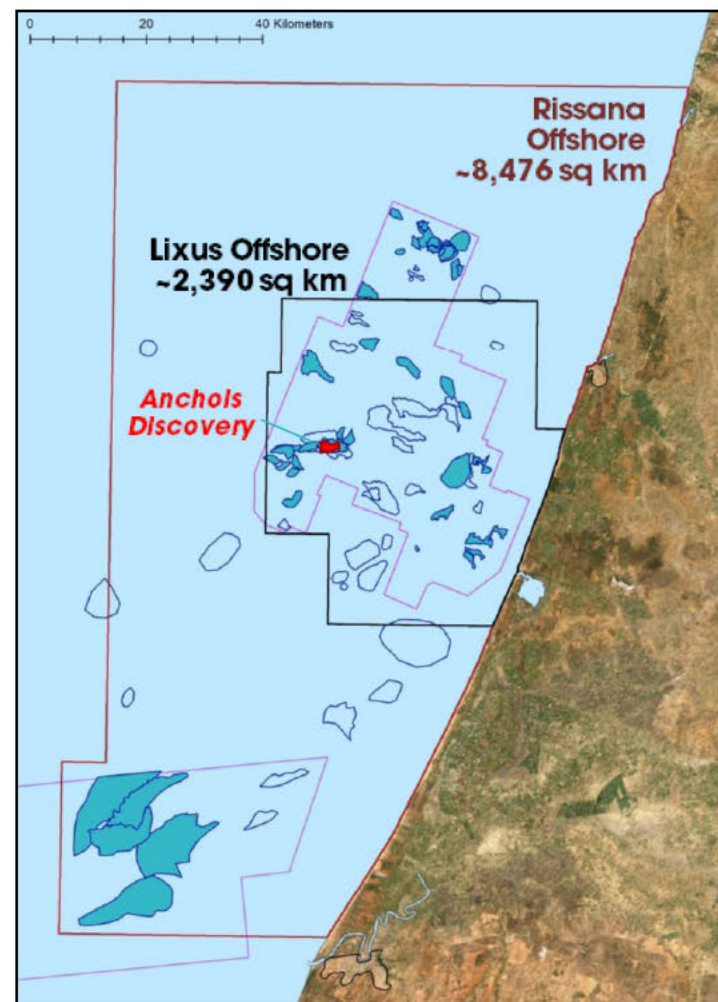 0 20 40 Kilometers
Rissana
Offshore
~8,476 sq km
Lixus Offshore
~2,390 sq km
Anchois
Discovery